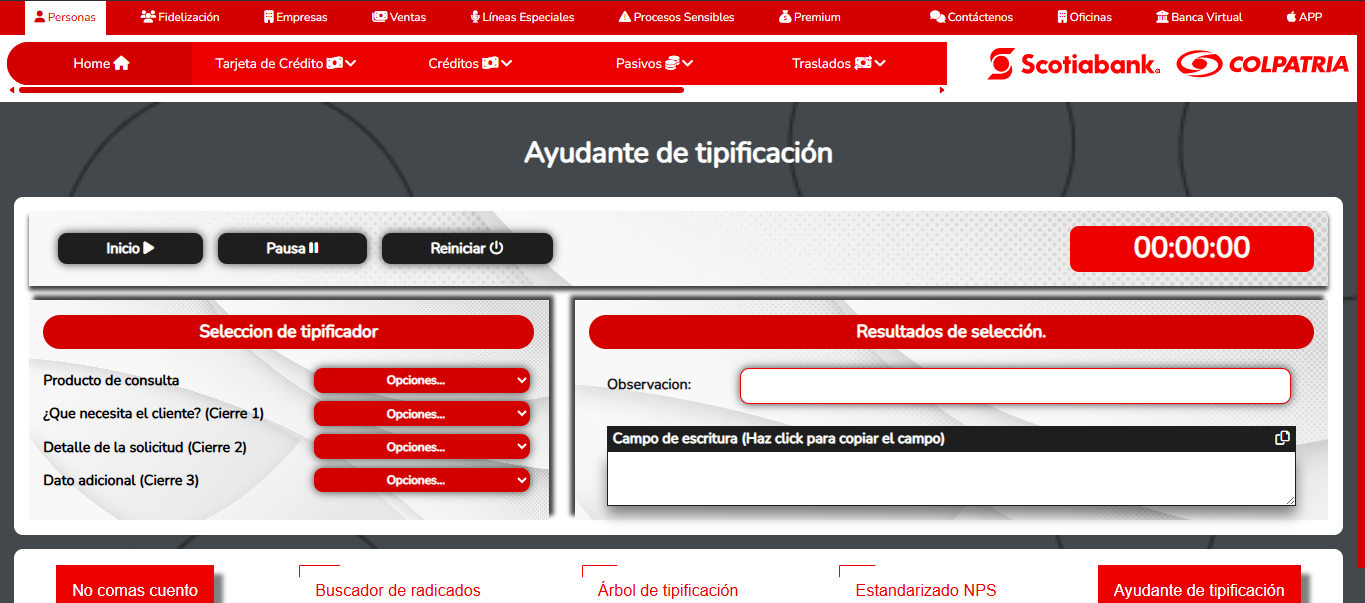 Personas Fidelización Empresas Ventas Líneas Especiales Procesos Sensibles Premium Contáctenos Oficinas Banca Virtual APP
Home Tarjeta de Crédito Créditos Pasivos Traslados Scotiabank® COLPATRIA
Ayudante de tipificación
Inicio Pausa Reiniciar 00:00:00
Seleccion de tipificador
Producto de consulta Opciones...
¿Que necesita el cliente? (Cierre 1) Opciones...
Detalle de la solicitud (Cierre 2) Opciones...
Dato adicional (Cierre 3) Opciones...
Resultados de selección.
Observacion:
Campo de escritura (Haz click para copiar el campo)
No comas cuento Buscador de radicados Árbol de tipificación Estandarizado NPS Ayudante de tipificación